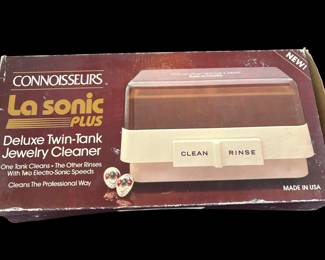 CONNOISSEURS
La sonic
PLUS
Deluxe Twin-Tank
Jewelry Cleaner
One Tank Cleans • The Other Rinses
With Two Electro-Sonic Speeds
Cleans The Professional Way
NEW!
CLEAN
RINSE
MADE IN USA